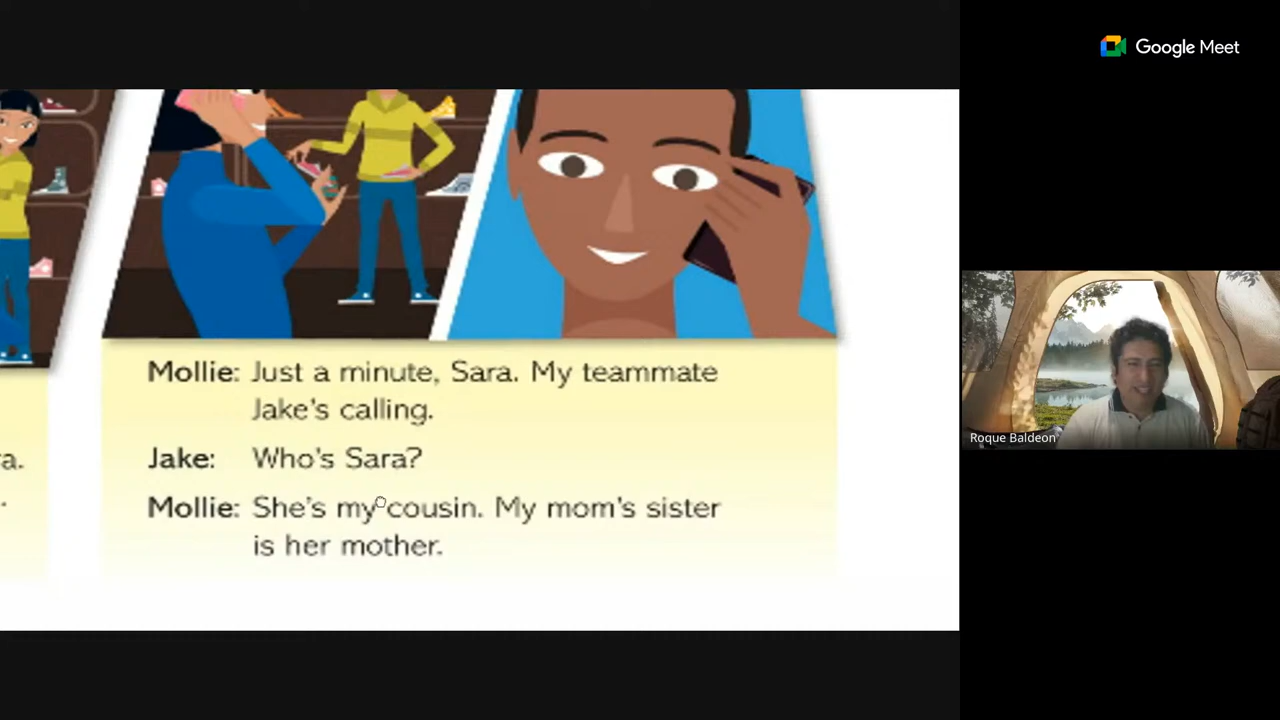 Google Meet
Mollie: Just a minute, Sara. My teammate
Jake's calling.
Jake: Who's Sara?
a.
Mollie: She's my cousin. My mom's sister
is her mother.
Roque Baldeon